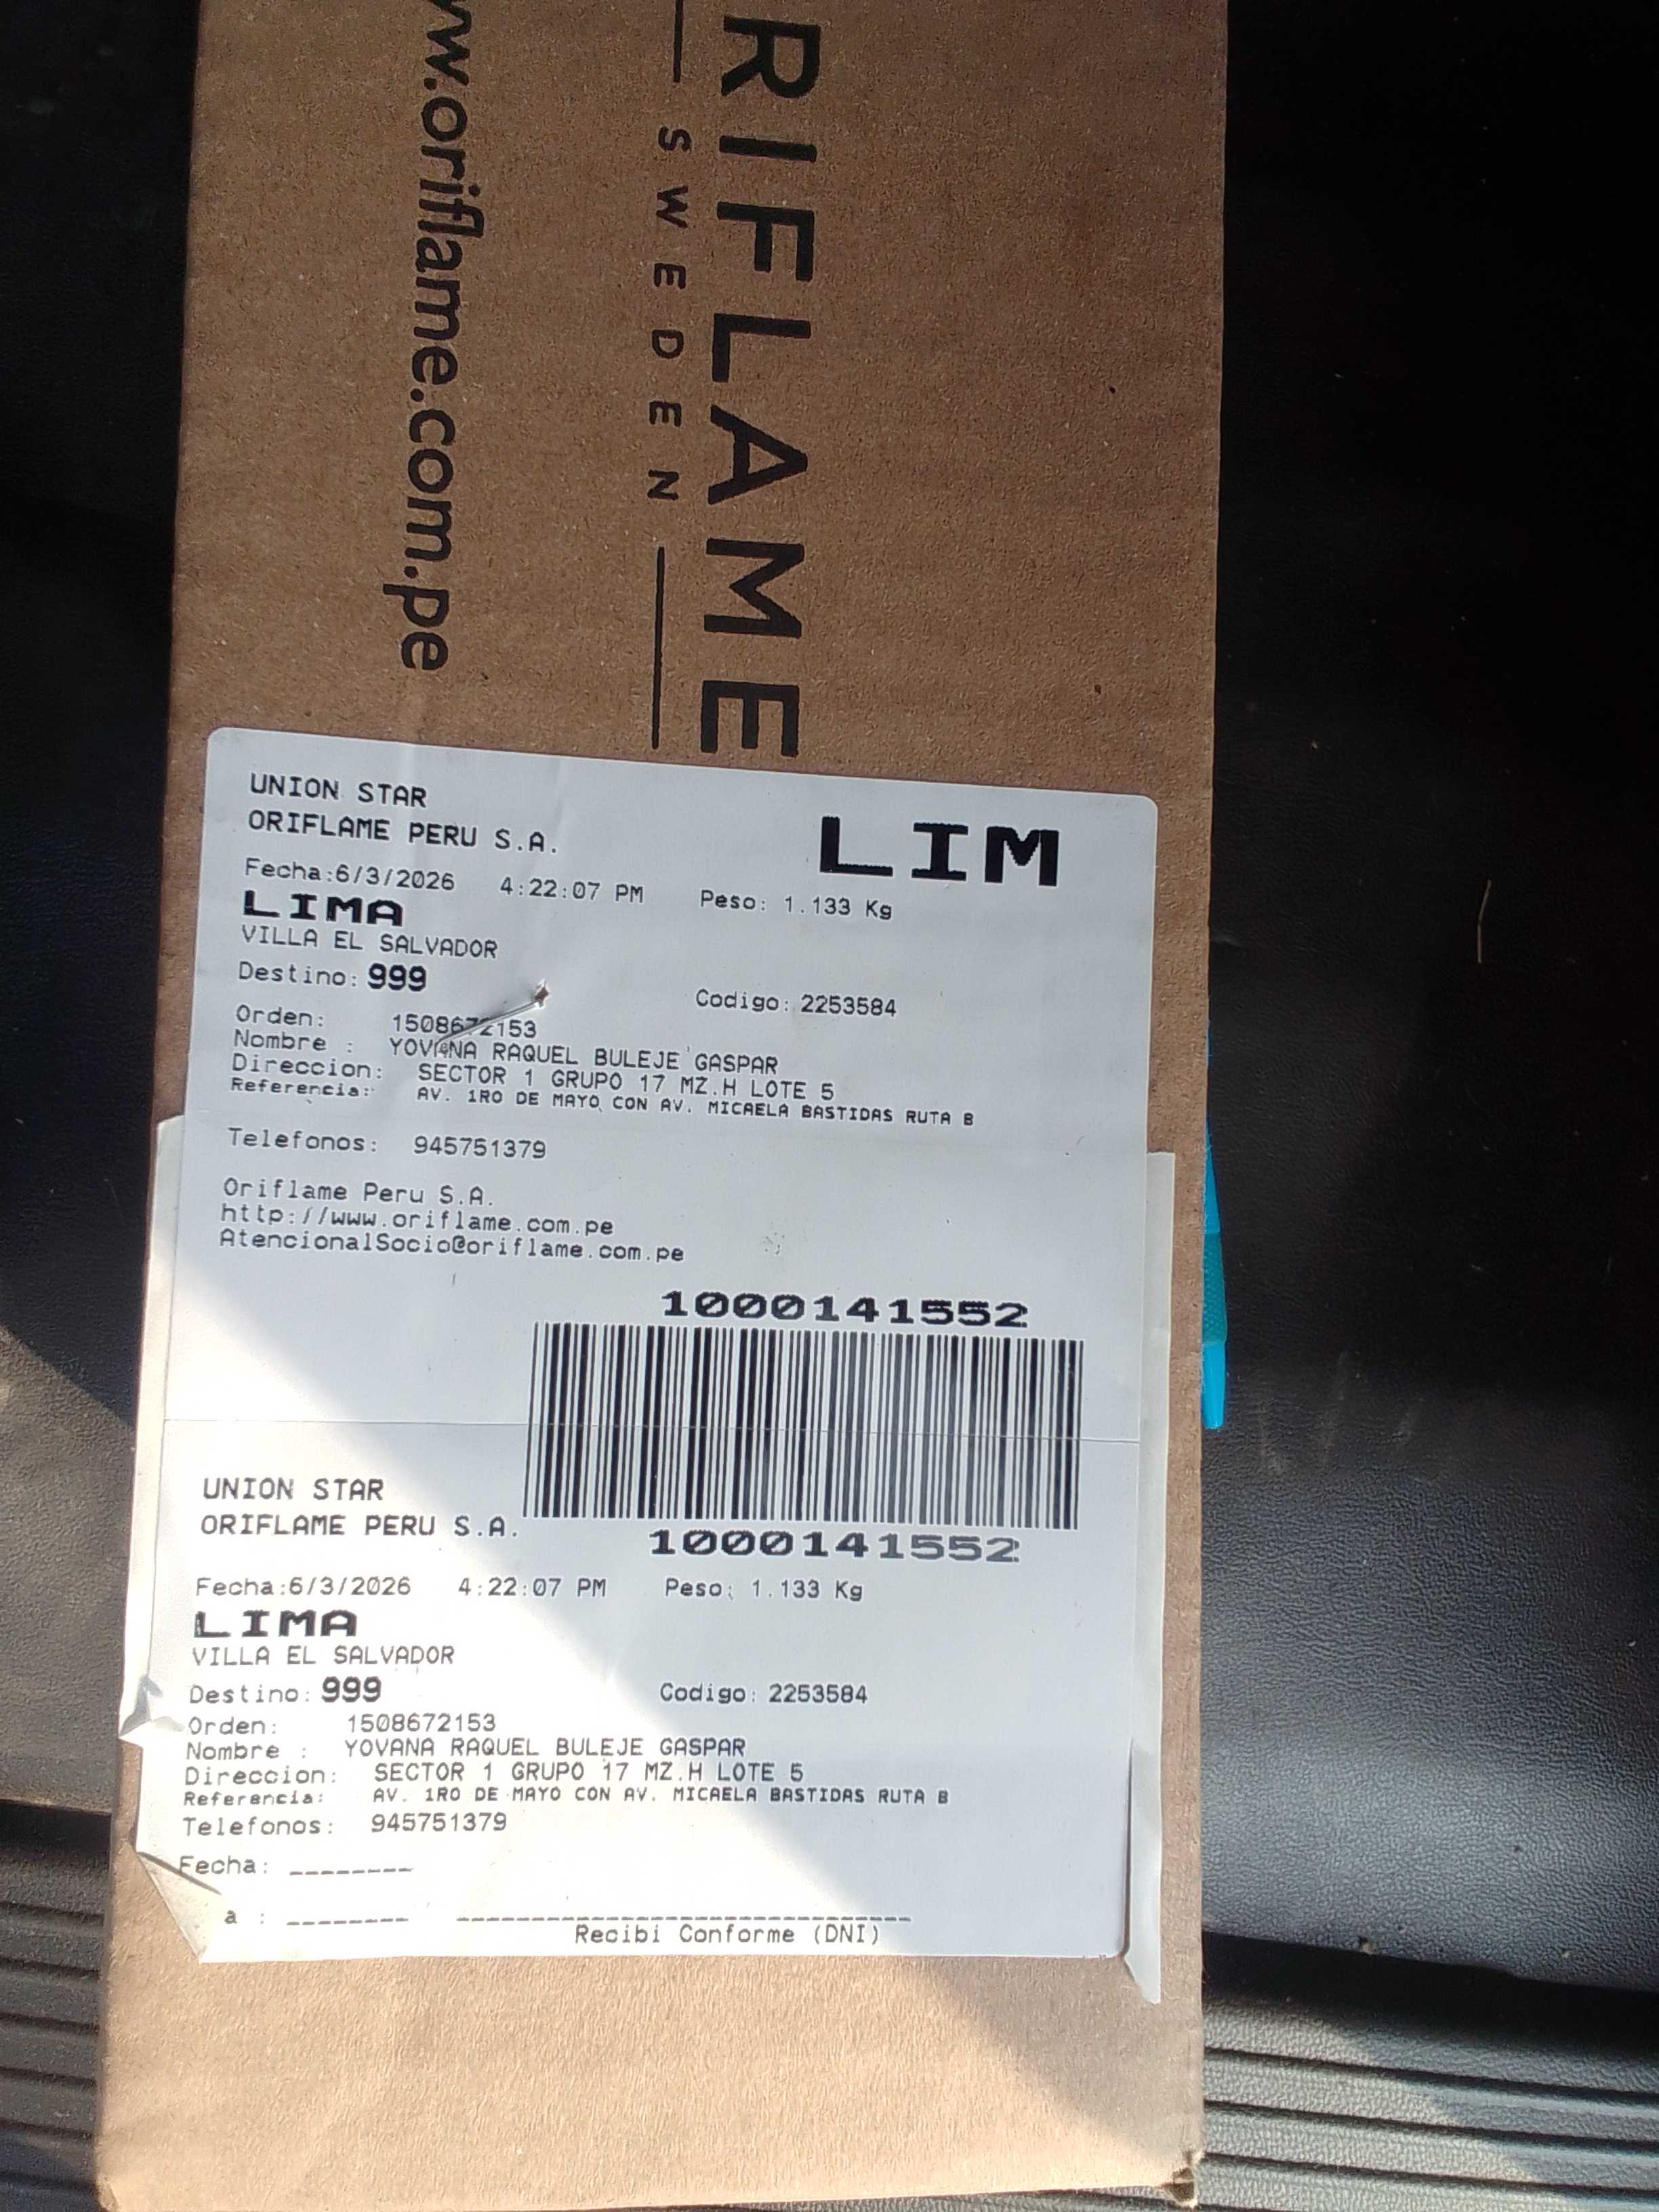 RIFLAME
SWEDEN
w.oriflame.com.pe
UNION STAR
ORIFLAME PERU S.A.
LIM
Fecha:6/3/2026 4:22:07 PM Peso: 1.133 Kg
LIMA
VILLA EL SALVADOR
Destino: 999 Codigo: 2253584
Orden: 1508672153
Nombre : YOVANA RAQUEL BULEJE GASPAR
Direccion: SECTOR 1 GRUPO 17 MZ.H LOTE 5
Referencia: AV. 1RO DE MAYO CON AV. MICAELA BASTIDAS RUTA B
Telefonos: 945751379
Oriflame Peru S.A.
http://www.oriflame.com.pe
AtencionalSocio@oriflame.com.pe
1000141552
1000141552
UNION STAR
ORIFLAME PERU S.A.
Fecha:6/3/2026 4:22:07 PM Peso: 1.133 Kg
LIMA
VILLA EL SALVADOR
Destino: 999 Codigo: 2253584
Orden: 1508672153
Nombre : YOVANA RAQUEL BULEJE GASPAR
Direccion: SECTOR 1 GRUPO 17 MZ.H LOTE 5
Referencia: AV. 1RO DE MAYO CON AV. MICAELA BASTIDAS RUTA B
Telefonos: 945751379
Fecha: ________
a : ________ ______________________________
Recibi Conforme (DNI)